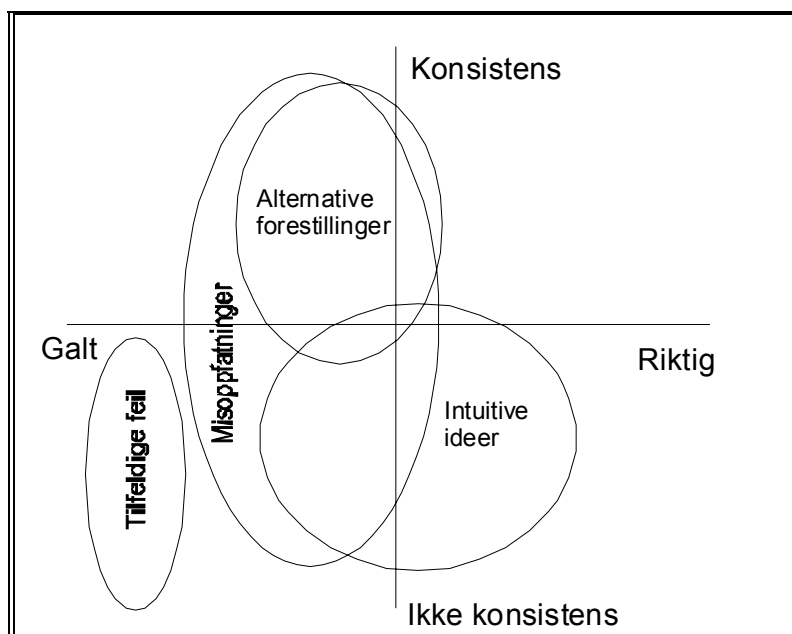 Konsistens
Alternative
forestillinger
Misoppfatninger
Galt
Riktig
Tilfeldige feil
Intuitive
ideer
Ikke konsistens